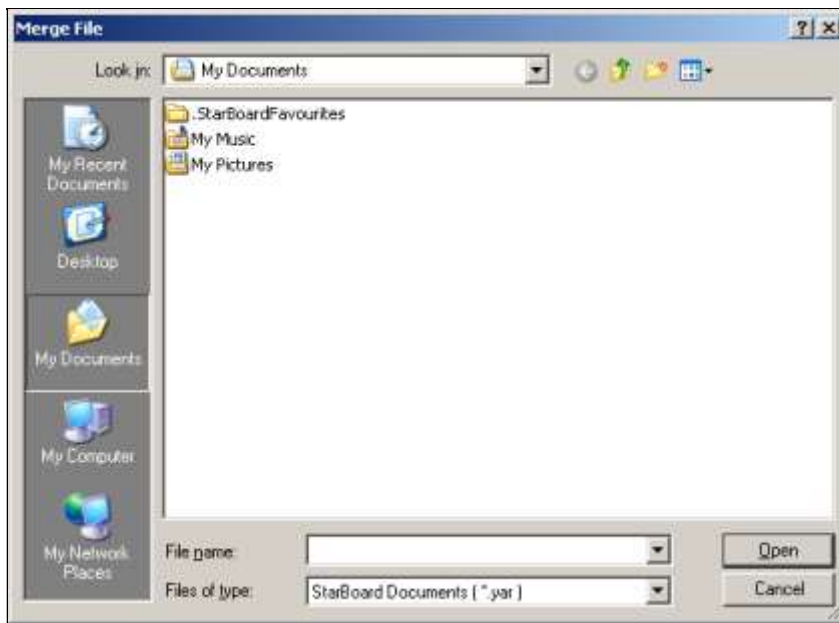 Merge File
Look in: My Documents
.StarBoardFavourites
My Music
My Pictures
My Recent
Documents
Desktop
My Documents
My Computer
My Network
Places
File name:
Files of type: StarBoard Documents ( *.yar )
Open
Cancel